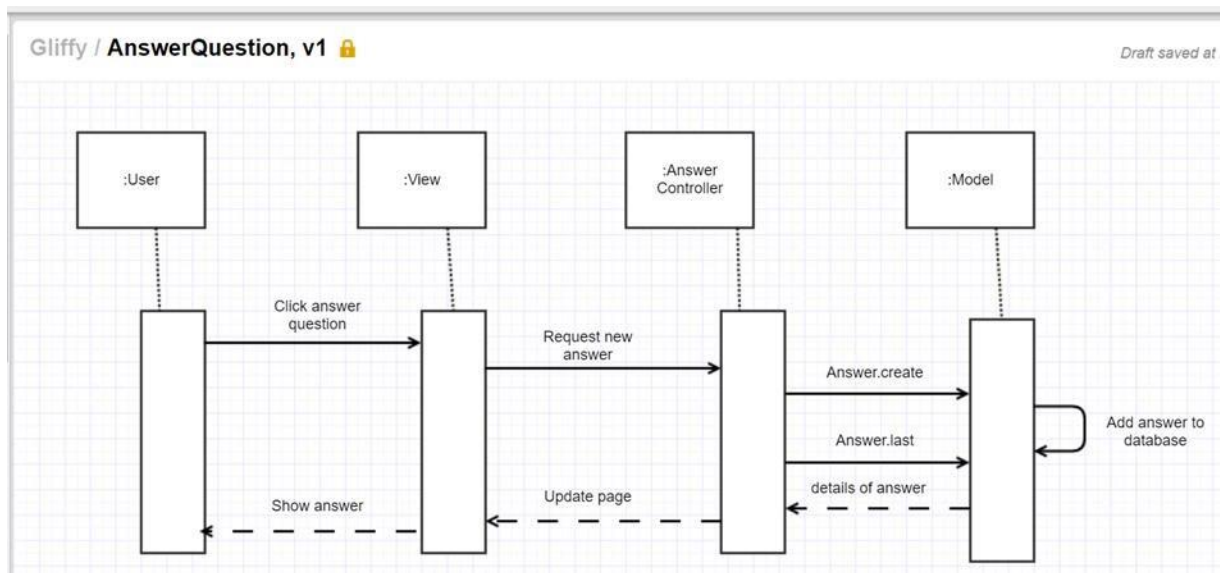 Gliffy / AnswerQuestion, v1
Draft saved at
:User
:View
:Answer
Controller
:Model
Click answer
question
Request new
answer
Answer.create
Add answer to
database
Answer.last
details of answer
Update page
Show answer